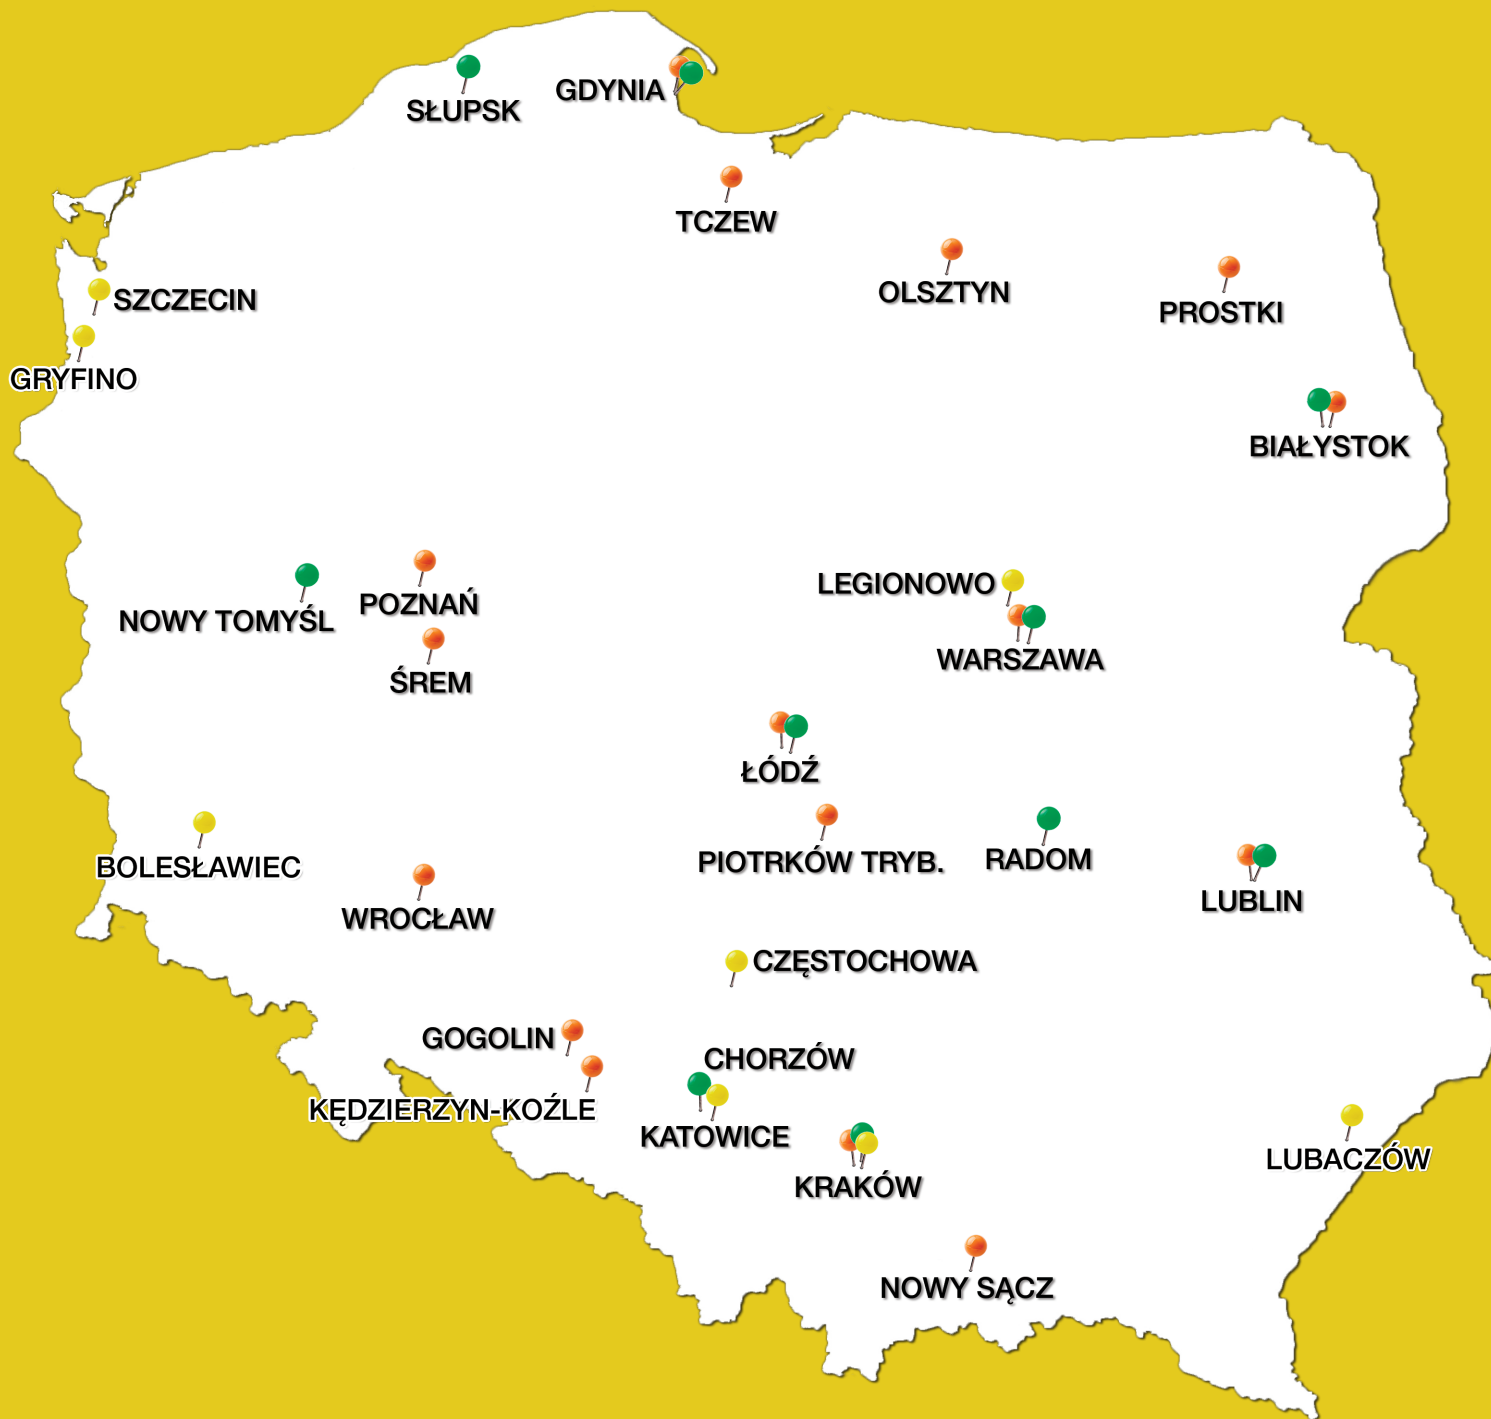 SŁUPSK
GDYNIA
TCZEW
OLSZTYN
PROSTKI
SZCZECIN
GRYFINO
BIAŁYSTOK
NOWY TOMYŚL
POZNAŃ
LEGIONOWO
WARSZAWA
ŚREM
ŁÓDŹ
BOLESŁAWIEC
WROCŁAW
PIOTRKÓW TRYB.
RADOM
LUBLIN
CZĘSTOCHOWA
GOGOLIN
CHORZÓW
KĘDZIERZYN-KOŹLE
KATOWICE
KRAKÓW
LUBACZÓW
NOWY SĄCZ